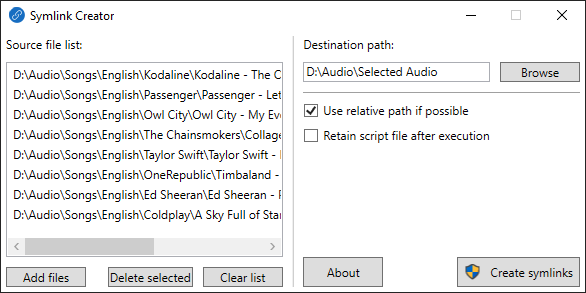 Symlink Creator
Source file list:
D:\Audio\Songs\English\Kodaline\Kodaline - The C
D:\Audio\Songs\English\Passenger\Passenger - Let
D:\Audio\Songs\English\Owl City\Owl City - My Eve
D:\Audio\Songs\English\The Chainsmokers\Collage
D:\Audio\Songs\English\Taylor Swift\Taylor Swift -
D:\Audio\Songs\English\OneRepublic\Timbaland -
D:\Audio\Songs\English\Ed Sheeran\Ed Sheeran -
D:\Audio\Songs\English\Coldplay\A Sky Full of Star
Add files
Delete selected
Clear list
Destination path:
D:\Audio\Selected Audio
Browse
Use relative path if possible
Retain script file after execution
About
Create symlinks